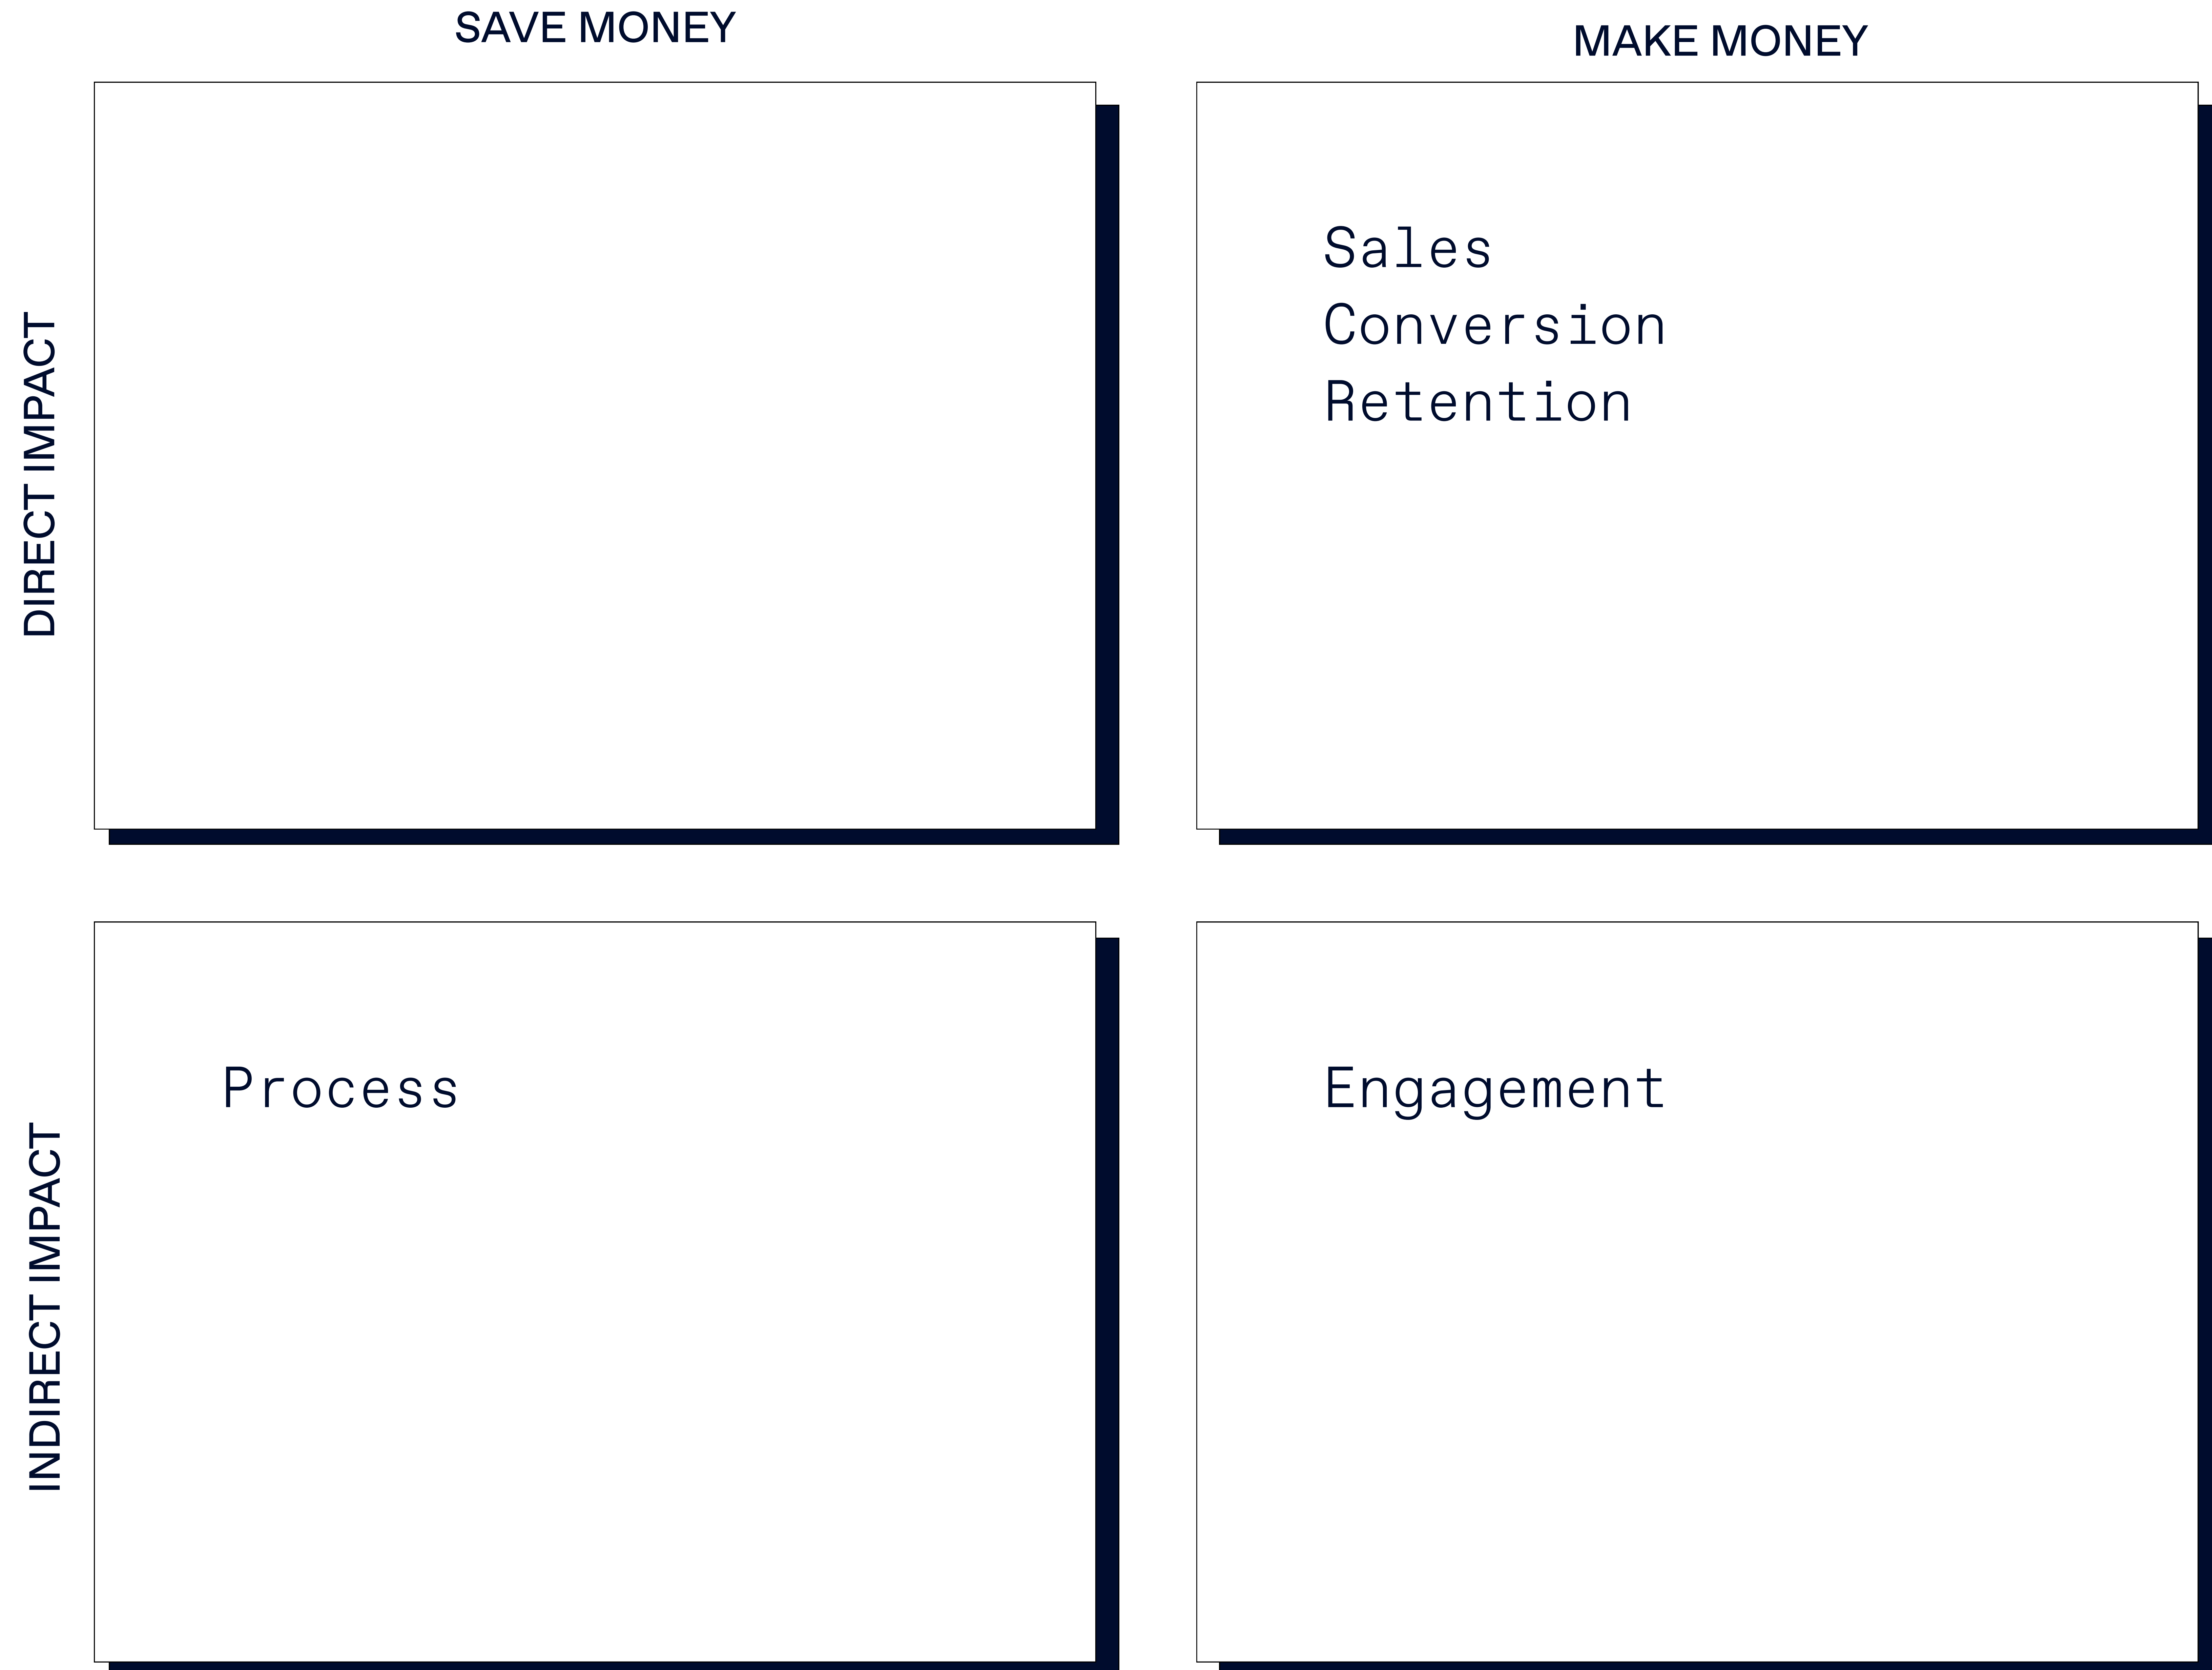 SAVE MONEY
MAKE MONEY
DIRECT IMPACT
Sales
Conversion
Retention
INDIRECT IMPACT
Process
Engagement